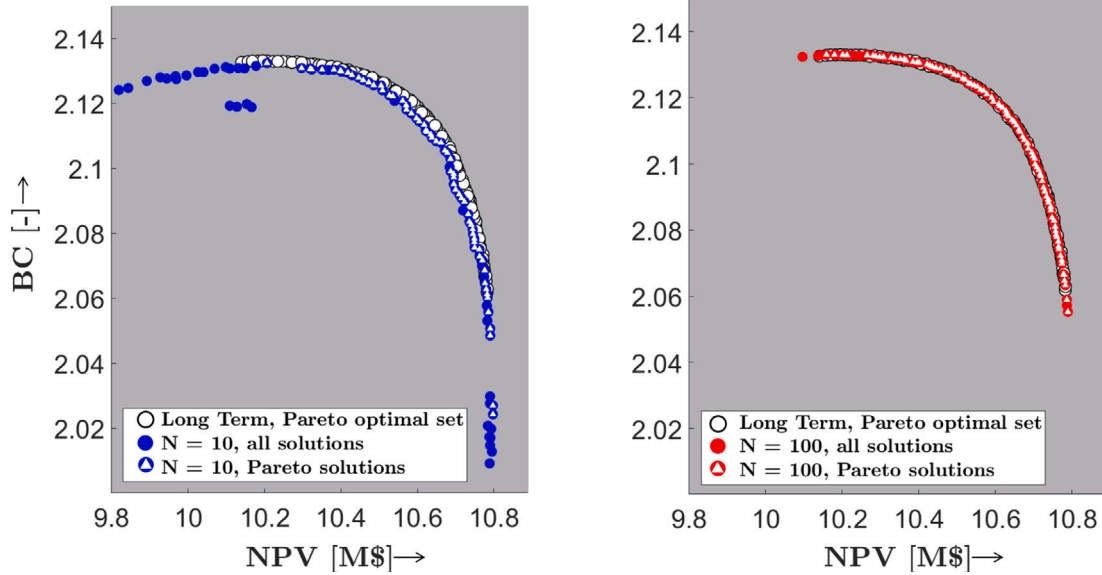 2.14
2.12
2.1
2.08
2.06
2.04
2.02
BC [-]→
Long Term, Pareto optimal set
N = 10, all solutions
N = 10, Pareto solutions
9.8 10 10.2 10.4 10.6 10.8
NPV [M$]→
2.14
2.12
2.1
2.08
2.06
2.04
2.02
Long Term, Pareto optimal set
N = 100, all solutions
N = 100, Pareto solutions
9.8 10 10.2 10.4 10.6 10.8
NPV [M$]→